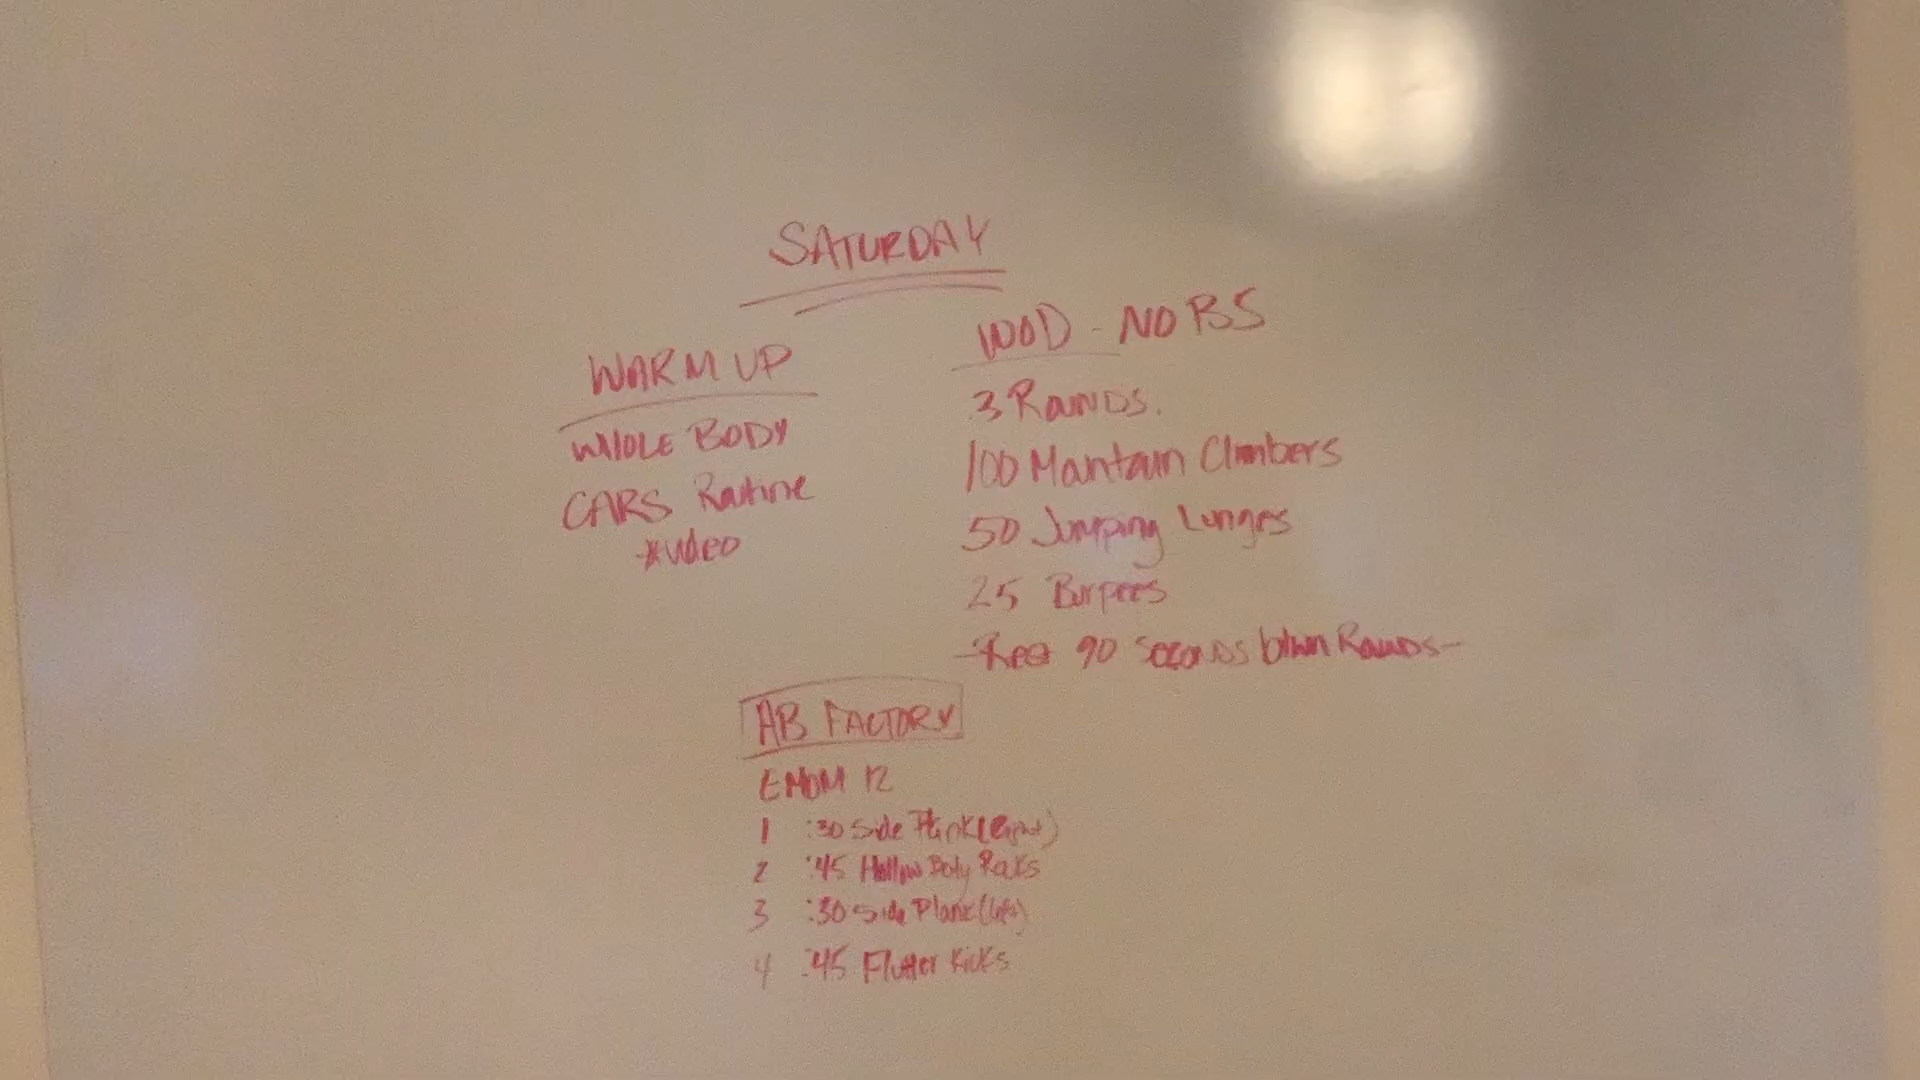 SATURDAY
WARM UP
WHOLE BODY
CARS Routine
*video
WOD - NO BS
3 ROUNDS.
100 Mountain Climbers
50 Jumping Lunges
25 Burpees
-Rest 90 seconds btwn Rounds-
AB FACTORY
EMOM 12
1 :30 Side Plank (Right)
2 :45 Hollow Body Rocks
3 :30 Side Plank (left)
4 :45 Flutter Kicks